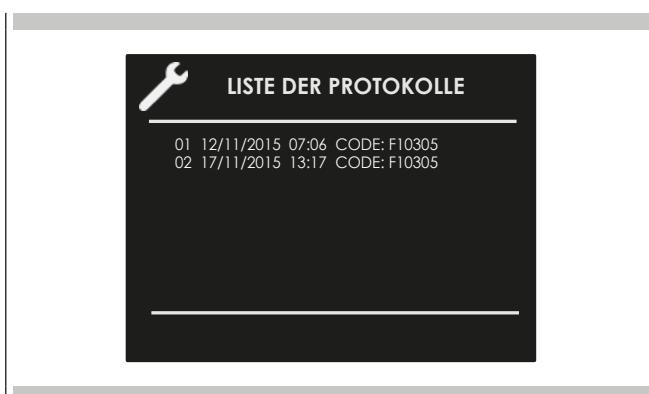 LISTE DER PROTOKOLLE
01 12/11/2015 07:06 CODE: F10305
02 17/11/2015 13:17 CODE: F10305